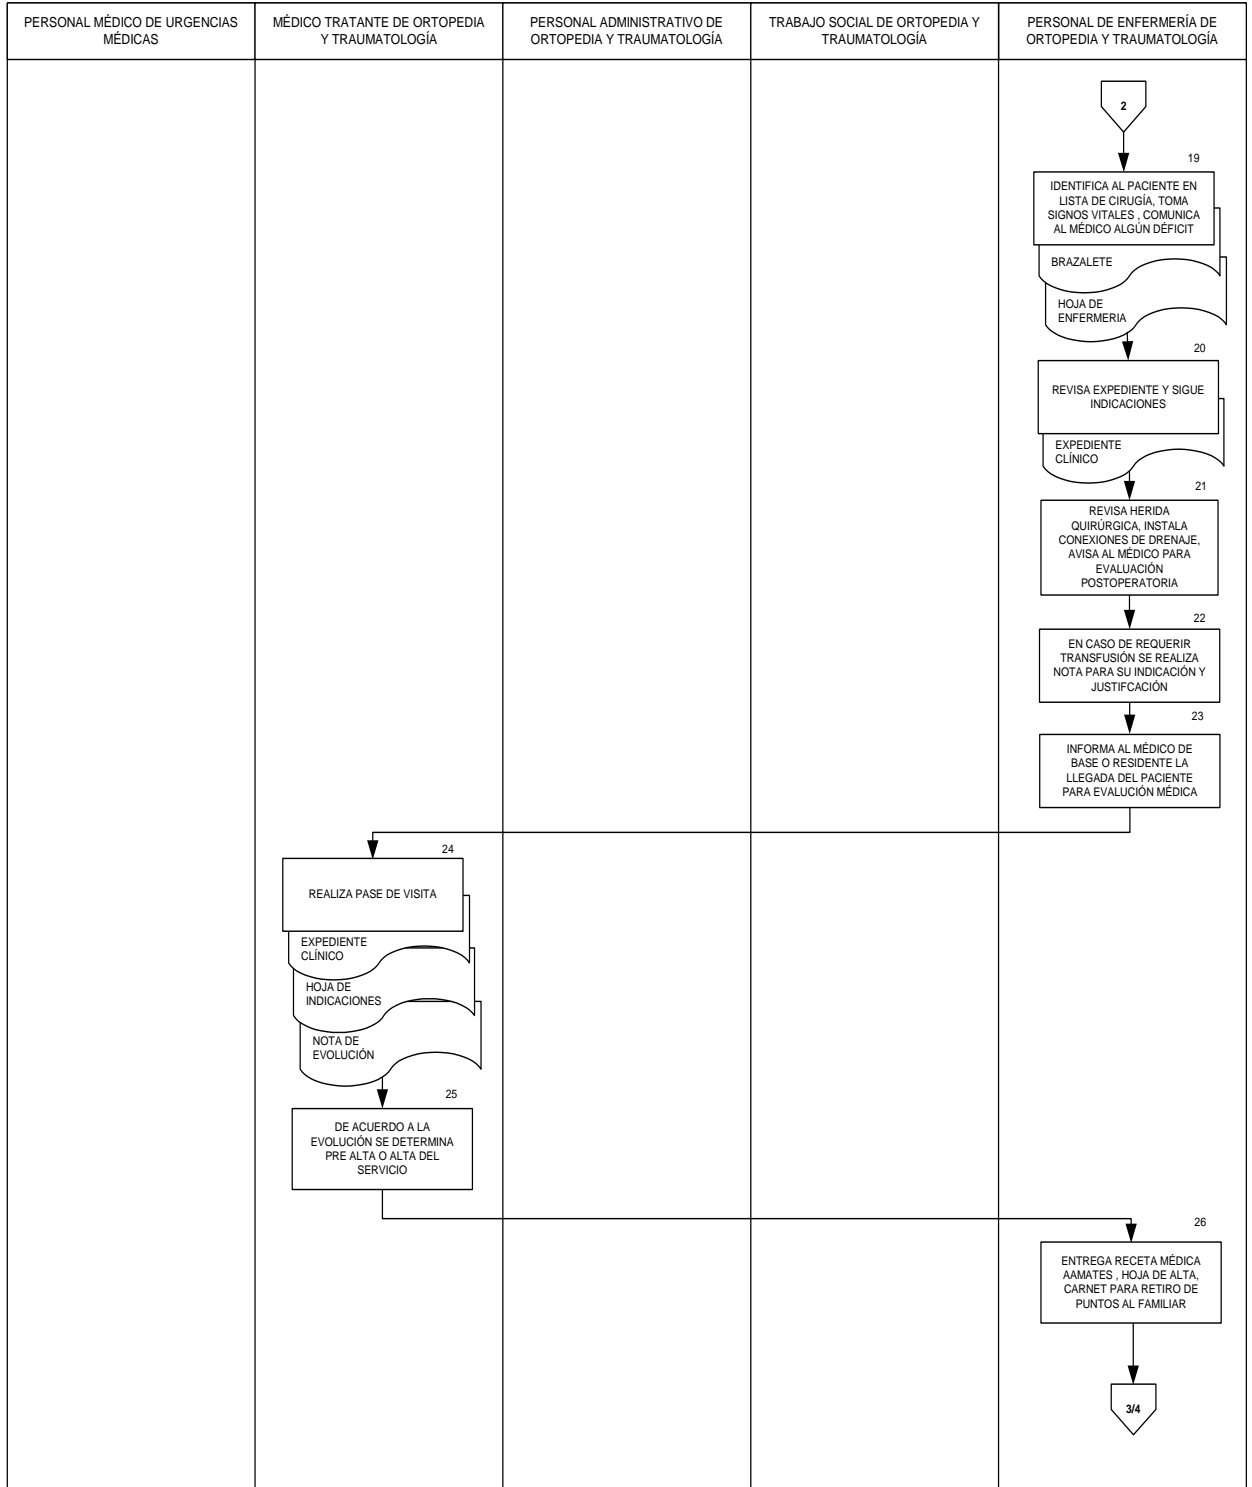 PERSONAL MÉDICO DE URGENCIAS
MÉDICAS
MÉDICO TRATANTE DE ORTOPEDIA
Y TRAUMATOLOGÍA
PERSONAL ADMINISTRATIVO DE
ORTOPEDIA Y TRAUMATOLOGÍA
TRABAJO SOCIAL DE ORTOPEDIA Y
TRAUMATOLOGÍA
PERSONAL DE ENFERMERÍA DE
ORTOPEDIA Y TRAUMATOLOGÍA
2
19
IDENTIFICA AL PACIENTE EN
LISTA DE CIRUGÍA, TOMA
SIGNOS VITALES , COMUNICA
AL MÉDICO ALGÚN DÉFICIT
BRAZALETE
HOJA DE
ENFERMERIA
20
REVISA EXPEDIENTE Y SIGUE
INDICACIONES
EXPEDIENTE
CLÍNICO
21
REVISA HERIDA
QUIRÚRGICA, INSTALA
CONEXIONES DE DRENAJE,
AVISA AL MÉDICO PARA
EVALUACIÓN
POSTOPERATORIA
22
EN CASO DE REQUERIR
TRANSFUSIÓN SE REALIZA
NOTA PARA SU INDICACIÓN Y
JUSTIFCACIÓN
23
INFORMA AL MÉDICO DE
BASE O RESIDENTE LA
LLEGADA DEL PACIENTE
PARA EVALUCIÓN MÉDICA
24
REALIZA PASE DE VISITA
EXPEDIENTE
CLÍNICO
HOJA DE
INDICACIONES
NOTA DE
EVOLUCIÓN
25
DE ACUERDO A LA
EVOLUCIÓN SE DETERMINA
PRE ALTA O ALTA DEL
SERVICIO
26
ENTREGA RECETA MÉDICA
AAMATES , HOJA DE ALTA,
CARNET PARA RETIRO DE
PUNTOS AL FAMILIAR
3/4